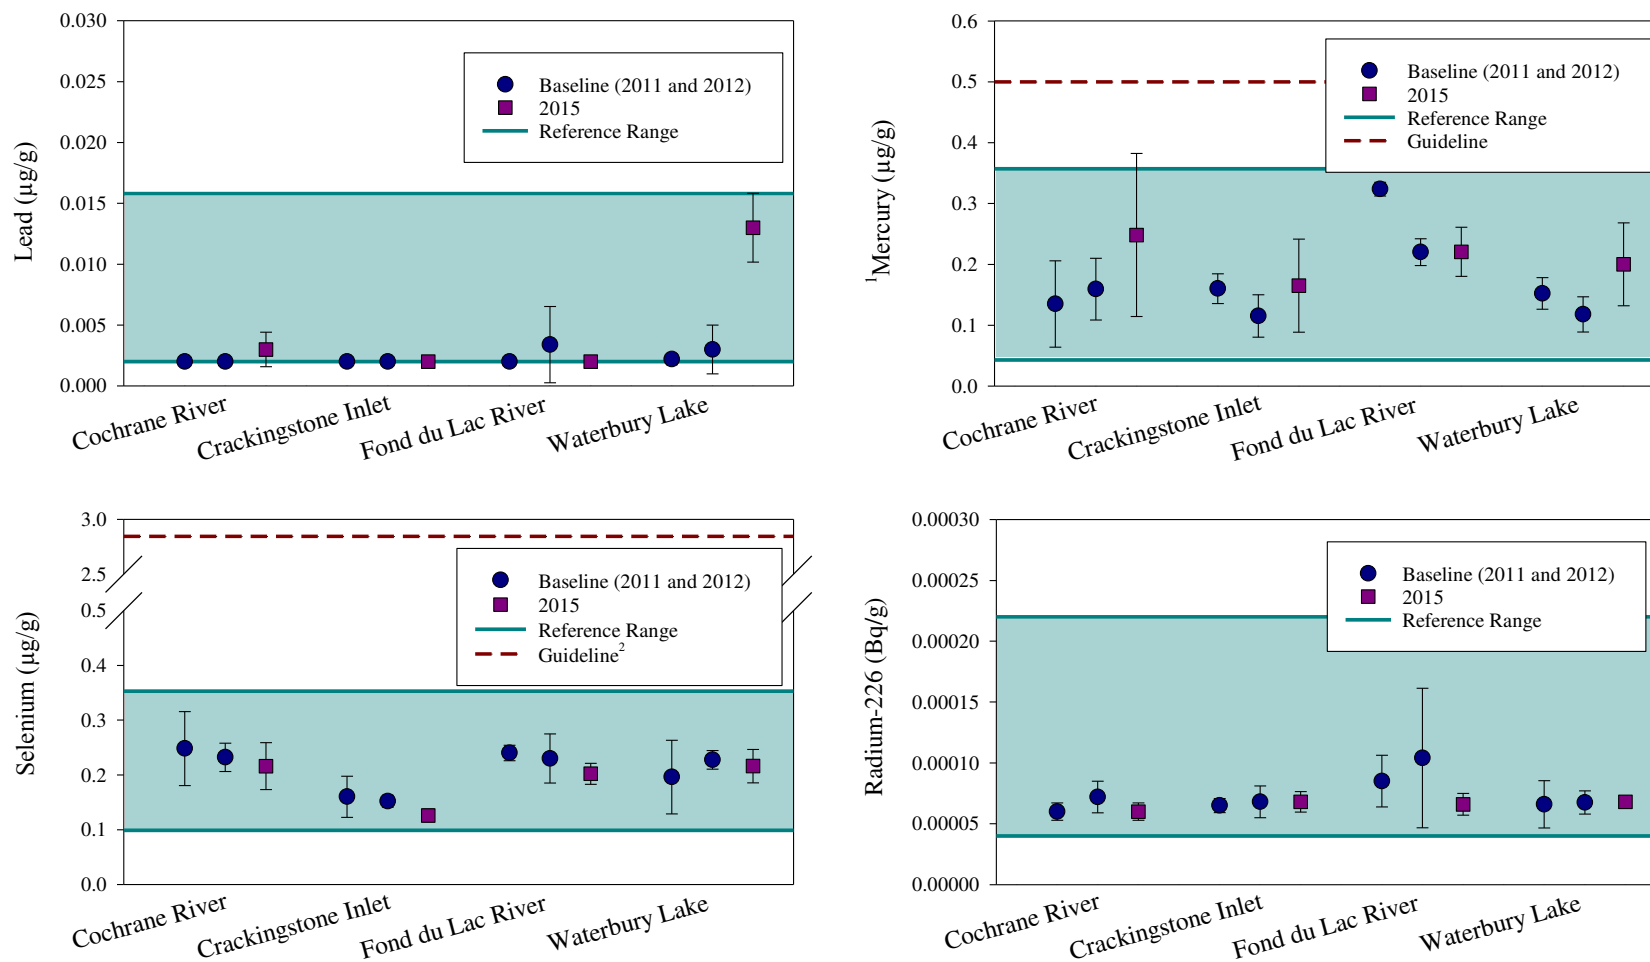 0.030
0.025
0.020
0.015
0.010
0.005
0.000
Lead (µg/g)
Baseline (2011 and 2012)
2015
Reference Range
Cochrane River
Crackingstone Inlet
Fond du Lac River
Waterbury Lake
0.6
0.5
0.4
0.3
0.2
0.1
0.0
¹Mercury (µg/g)
Baseline (2011 and 2012)
2015
Reference Range
Guideline
Cochrane River
Crackingstone Inlet
Fond du Lac River
Waterbury Lake
3.0
2.5
0.5
0.4
0.3
0.2
0.1
0.0
Selenium (µg/g)
Baseline (2011 and 2012)
2015
Reference Range
Guideline²
Cochrane River
Crackingstone Inlet
Fond du Lac River
Waterbury Lake
0.00030
0.00025
0.00020
0.00015
0.00010
0.00005
0.00000
Radium-226 (Bq/g)
Baseline (2011 and 2012)
2015
Reference Range
Cochrane River
Crackingstone Inlet
Fond du Lac River
Waterbury Lake